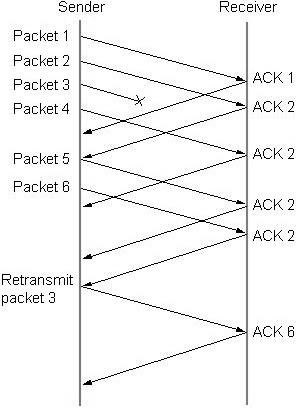 Sender
Receiver
Packet 1
Packet 2
Packet 3
Packet 4
Packet 5
Packet 6
Retransmit
packet 3
ACK 1
ACK 2
ACK 2
ACK 2
ACK 2
ACK 6